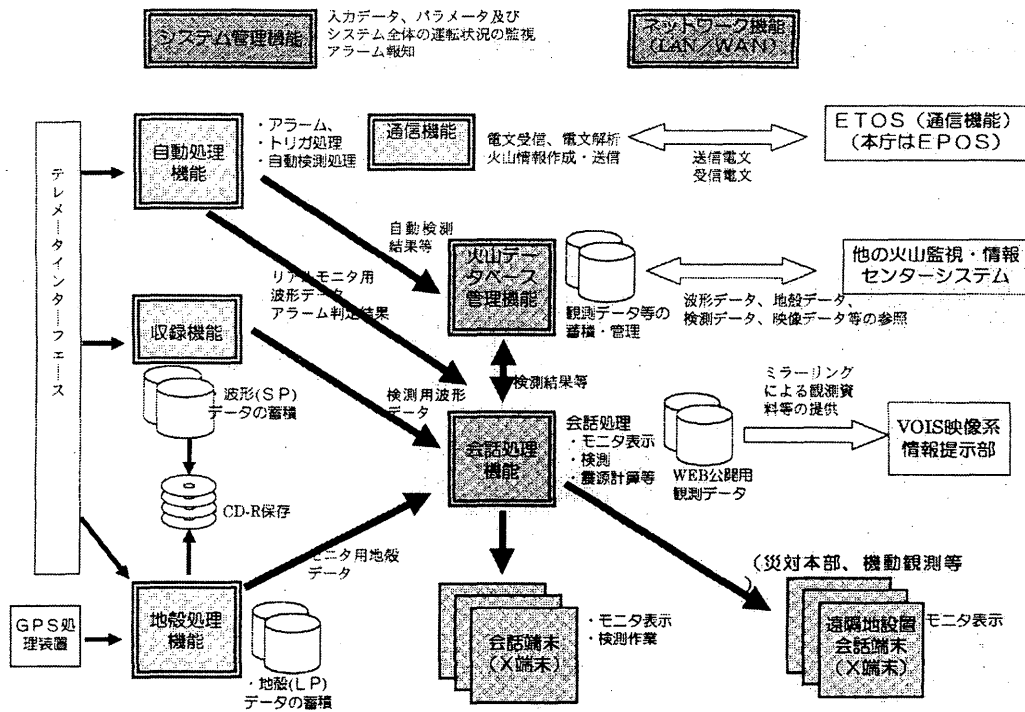 システム管理機能
入力データ、パラメータ及び
システム全体の運転状況の監視
アラーム報知
ネットワーク機能
(LAN/WAN)
テレメータインターフェース
自動処理
機能
・アラーム、
・トリガ処理
・自動検測処理
通信機能
電文受信、電文解析
火山情報作成・送信
送信電文
受信電文
ETOS(通信機能)
(本庁はEPOS)
自動検測
結果等
リアルモニタ用
波形データ
アラーム判定結果
火山デー
タベース
管理機能
観測データ等の
蓄積・管理
波形データ、地殻データ、
検測データ、映像データ等の参照
他の火山監視・情報
センターシステム
収録機能
・波形(SP)
データの蓄積
検測用波形
データ
検測結果等
会話処理
機能
会話処理
・モニタ表示
・検測
・震源計算等
WEB公開用
観測データ
ミラーリング
による観測資
料等の提供
VOIS映像系
情報提示部
CD-R保存
モニタ用地殻
データ
GPS処
理装置
地殻処理
機能
・地殻(LP)
データの蓄積
会話端末
(X端末)
・モニタ表示
・検測作業
(災対本部、機動観測等
)
遠隔地設置
会話端末
(X端末)
モニタ表示